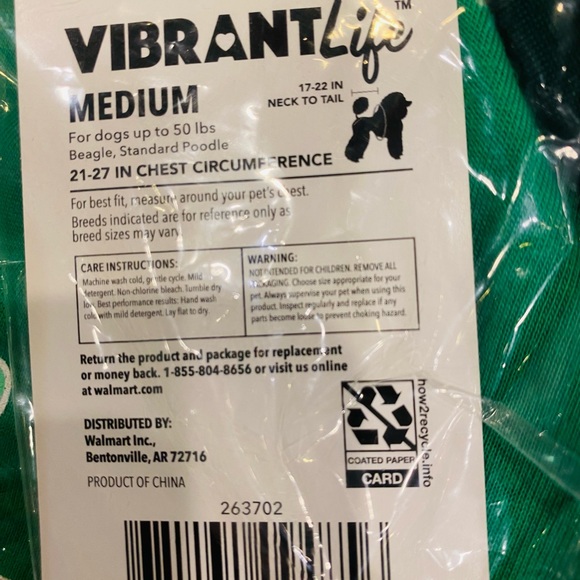 VIBRANTLife™
MEDIUM
17-22 IN
NECK TO TAIL
For dogs up to 50 lbs
Beagle, Standard Poodle
21-27 IN CHEST CIRCUMFERENCE
For best fit, measure around your pet's chest.
Breeds indicated are for reference only as
breed sizes may vary.
CARE INSTRUCTIONS:
Machine wash cold, gentle cycle. Mild
detergent. Non-chlorine bleach. Tumble dry
low. Best performance results: Hand wash
cold with mild detergent. Lay flat to dry.
WARNING:
NOT INTENDED FOR CHILDREN. REMOVE ALL
PACKAGING. Choose size appropriate for your
pet. Always supervise your pet when using this
product. Inspect regularly and replace if any
parts become loose to prevent choking hazard.
Return the product and package for replacement
or money back. 1-855-804-8656 or visit us online
at walmart.com
DISTRIBUTED BY:
Walmart Inc.,
Bentonville, AR 72716
PRODUCT OF CHINA
COATED PAPER
CARD
how2recycle.info
263702